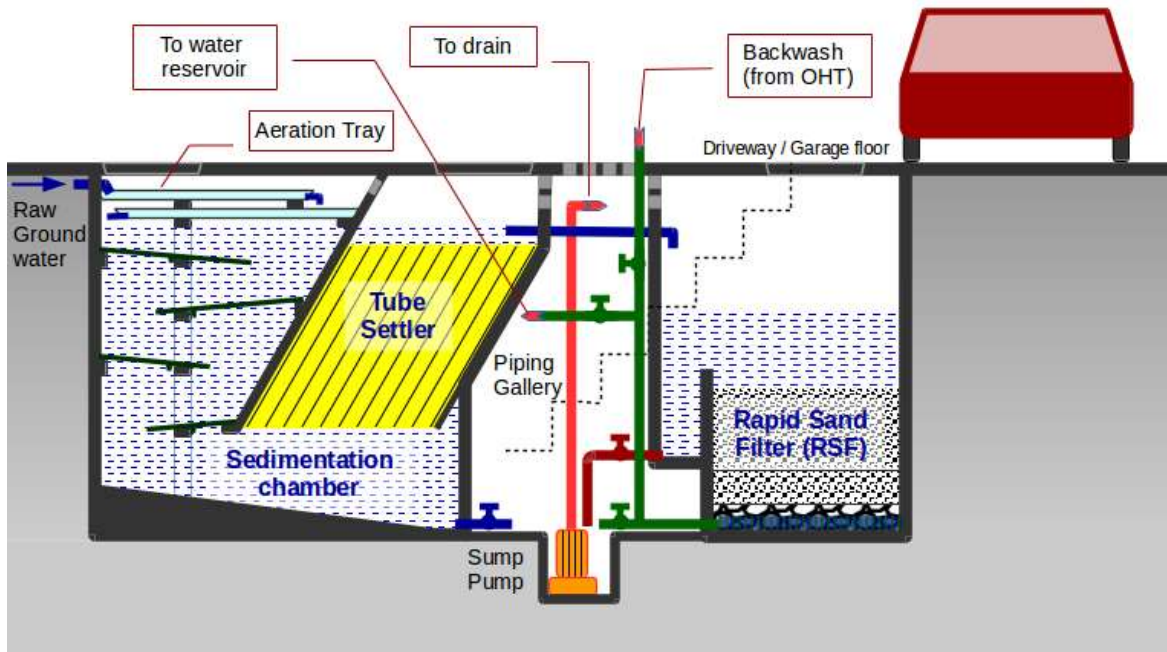 To water
reservoir
To drain
Backwash
(from OHT)
Aeration Tray
Driveway / Garage floor
Raw
Ground
water
Tube
Settler
Piping
Gallery
Rapid Sand
Filter (RSF)
Sedimentation
chamber
Sump
Pump